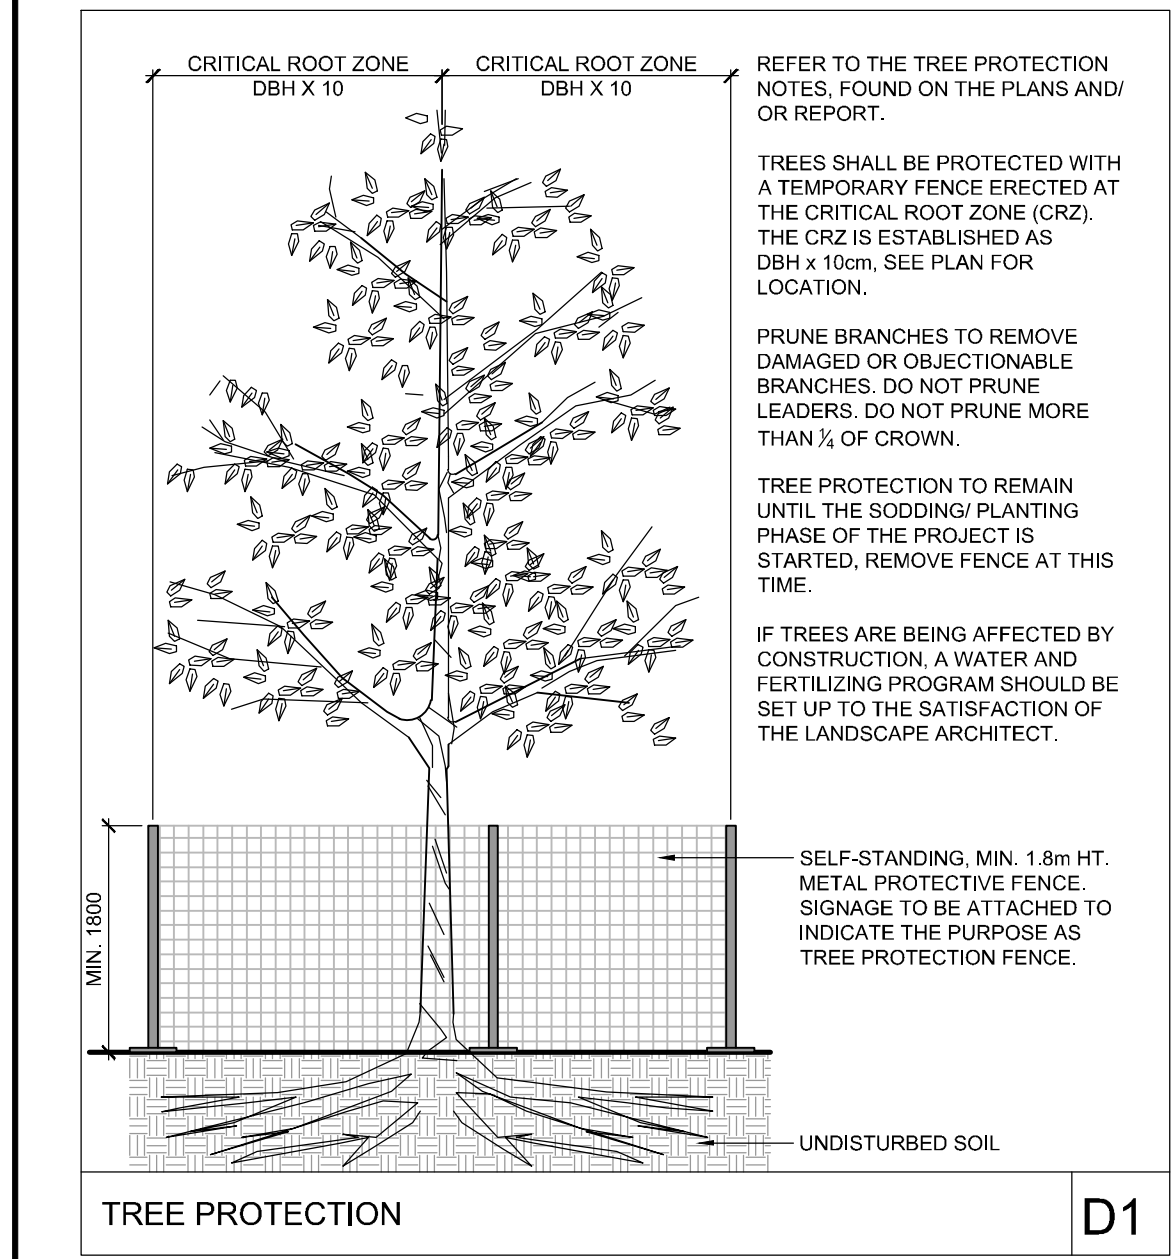 CRITICAL ROOT ZONE
DBH X 10
CRITICAL ROOT ZONE
DBH X 10
REFER TO THE TREE PROTECTION
NOTES, FOUND ON THE PLANS AND/
OR REPORT.
TREES SHALL BE PROTECTED WITH
A TEMPORARY FENCE ERECTED AT
THE CRITICAL ROOT ZONE (CRZ).
THE CRZ IS ESTABLISHED AS
DBH x 10cm, SEE PLAN FOR
LOCATION.
PRUNE BRANCHES TO REMOVE
DAMAGED OR OBJECTIONABLE
BRANCHES. DO NOT PRUNE
LEADERS. DO NOT PRUNE MORE
THAN ¼ OF CROWN.
TREE PROTECTION TO REMAIN
UNTIL THE SODDING/ PLANTING
PHASE OF THE PROJECT IS
STARTED, REMOVE FENCE AT THIS
TIME.
IF TREES ARE BEING AFFECTED BY
CONSTRUCTION, A WATER AND
FERTILIZING PROGRAM SHOULD BE
SET UP TO THE SATISFACTION OF
THE LANDSCAPE ARCHITECT.
MIN. 1800
SELF-STANDING, MIN. 1.8m HT.
METAL PROTECTIVE FENCE.
SIGNAGE TO BE ATTACHED TO
INDICATE THE PURPOSE AS
TREE PROTECTION FENCE.
UNDISTURBED SOIL
TREE PROTECTION
D1